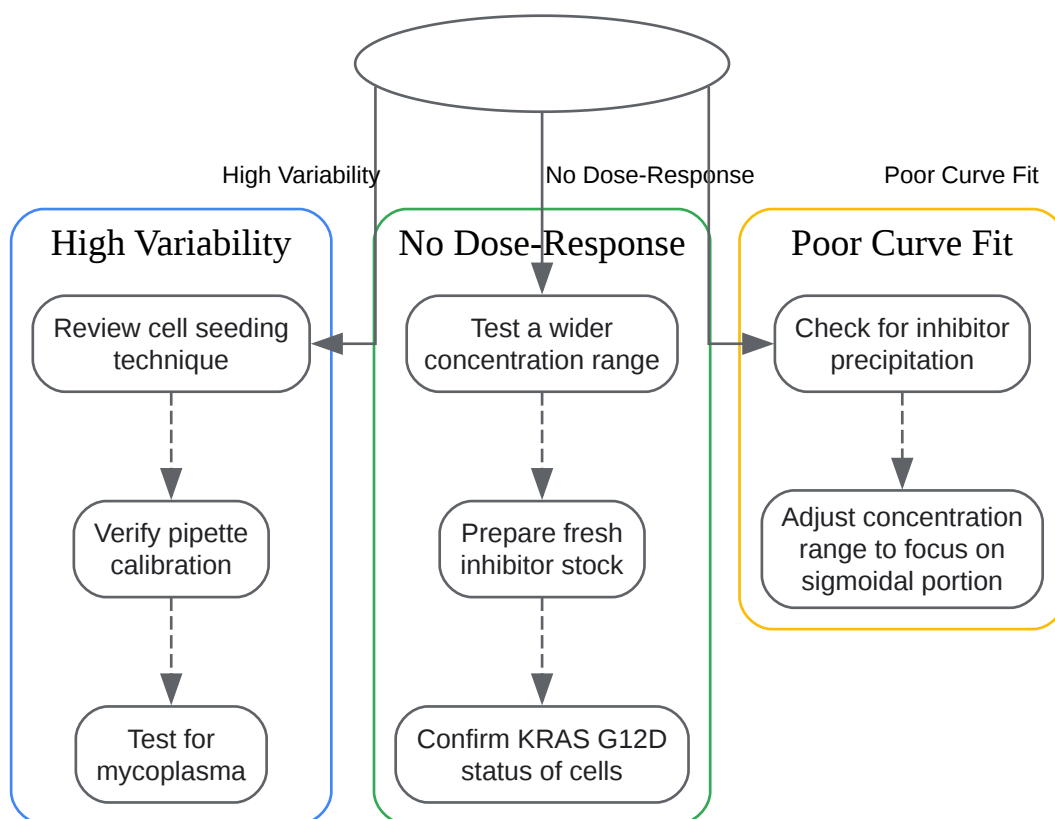 High Variability
No Dose-Response
Poor Curve Fit
High Variability
Review cell seeding
technique
Verify pipette
calibration
Test for
mycoplasma
No Dose-Response
Test a wider
concentration range
Prepare fresh
inhibitor stock
Confirm KRAS G12D
status of cells
Poor Curve Fit
Check for inhibitor
precipitation
Adjust concentration
range to focus on
sigmoidal portion